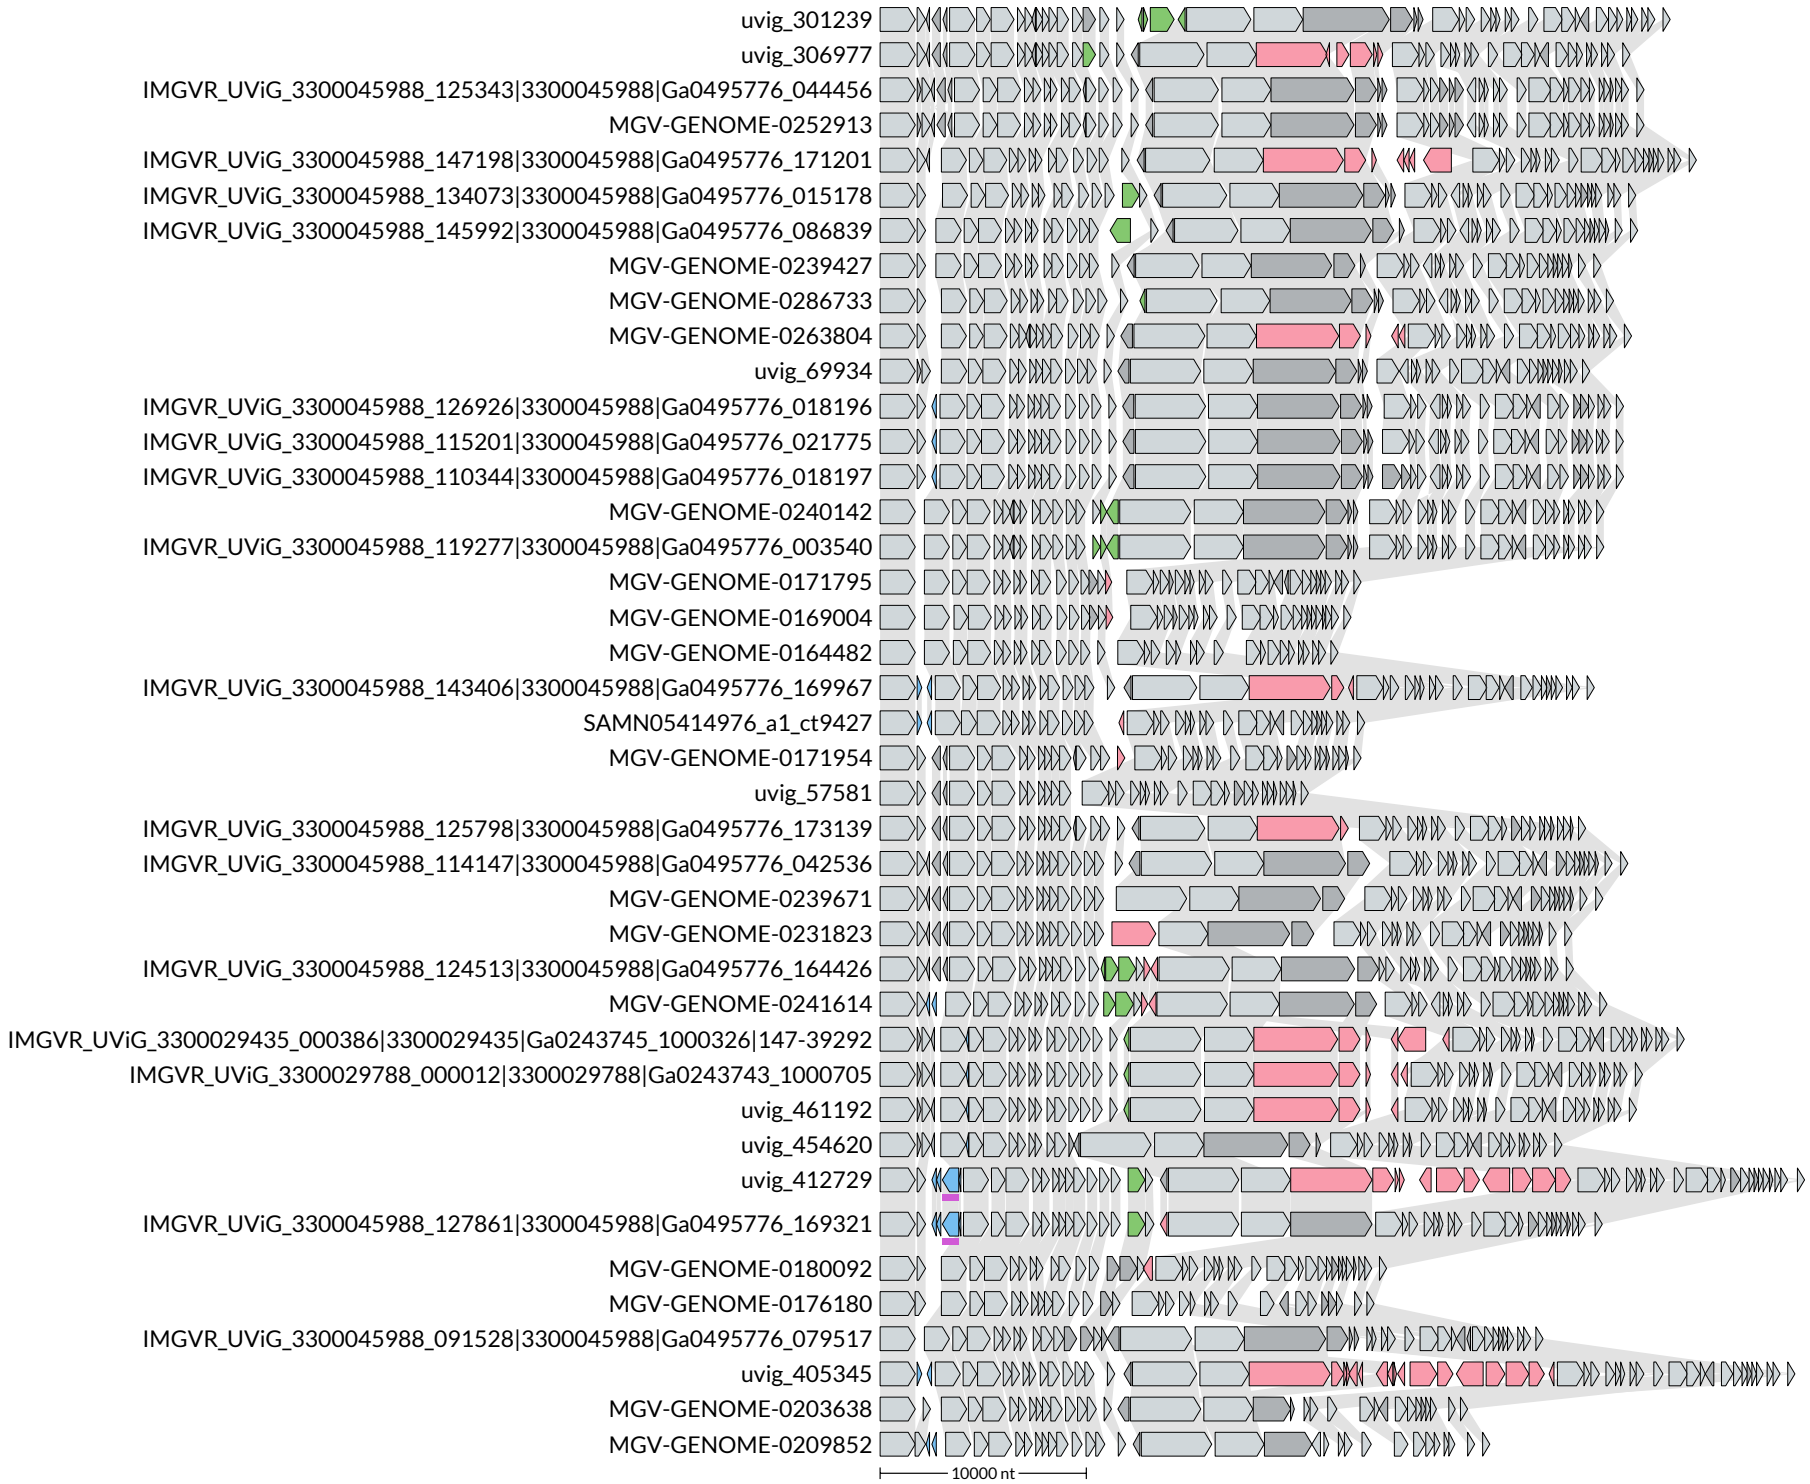 uvig_301239
uvig_306977
IMGVR_UViG_3300045988_125343|3300045988|Ga0495776_044456
MGV-GENOME-0252913
IMGVR_UViG_3300045988_147198|3300045988|Ga0495776_171201
IMGVR_UViG_3300045988_134073|3300045988|Ga0495776_015178
IMGVR_UViG_3300045988_145992|3300045988|Ga0495776_086839
MGV-GENOME-0239427
MGV-GENOME-0286733
MGV-GENOME-0263804
uvig_69934
IMGVR_UViG_3300045988_126926|3300045988|Ga0495776_018196
IMGVR_UViG_3300045988_115201|3300045988|Ga0495776_021775
IMGVR_UViG_3300045988_110344|3300045988|Ga0495776_018197
MGV-GENOME-0240142
IMGVR_UViG_3300045988_119277|3300045988|Ga0495776_003540
MGV-GENOME-0171795
MGV-GENOME-0169004
MGV-GENOME-0164482
IMGVR_UViG_3300045988_143406|3300045988|Ga0495776_169967
SAMN05414976_a1_ct9427
MGV-GENOME-0171954
uvig_57581
IMGVR_UViG_3300045988_125798|3300045988|Ga0495776_173139
IMGVR_UViG_3300045988_114147|3300045988|Ga0495776_042536
MGV-GENOME-0239671
MGV-GENOME-0231823
IMGVR_UViG_3300045988_124513|3300045988|Ga0495776_164426
MGV-GENOME-0241614
IMGVR_UViG_3300029435_000386|3300029435|Ga0243745_1000326|147-39292
IMGVR_UViG_3300029788_000012|3300029788|Ga0243743_1000705
uvig_461192
uvig_454620
uvig_412729
IMGVR_UViG_3300045988_127861|3300045988|Ga0495776_169321
MGV-GENOME-0180092
MGV-GENOME-0176180
IMGVR_UViG_3300045988_091528|3300045988|Ga0495776_079517
uvig_405345
MGV-GENOME-0203638
MGV-GENOME-0209852
10000 nt